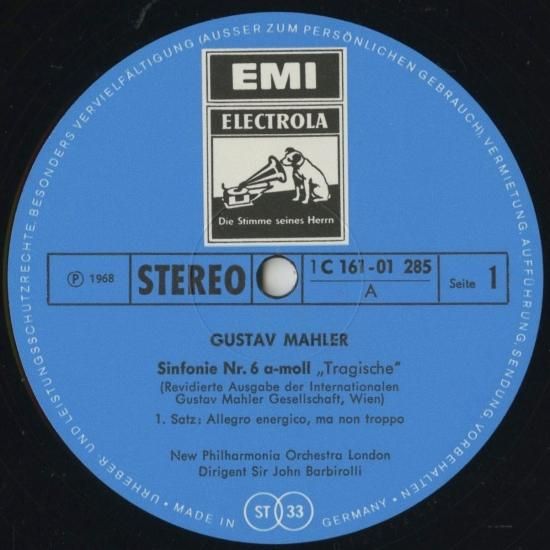 EMI
ELECTROLA
Die Stimme seines Herrn
Ⓟ 1968
STEREO
1 C 161-01 285
A
Seite 1
GUSTAV MAHLER
Sinfonie Nr. 6 a-moll „Tragische"
(Revidierte Ausgabe der Internationalen
Gustav Mahler Gesellschaft, Wien)
1. Satz: Allegro energico, ma non troppo
New Philharmonia Orchestra London
Dirigent Sir John Barbirolli
URHEBER- UND LEISTUNGSSCHUTZRECHTE, BESONDERS VERVIELFÄLTIGUNG (AUSSER ZUM PERSÖNLICHEN GEBRAUCH), VERMIETUNG, AUFFÜHRUNG, SENDUNG, VORBEHALTEN
• MADE IN ST 33 GERMANY •